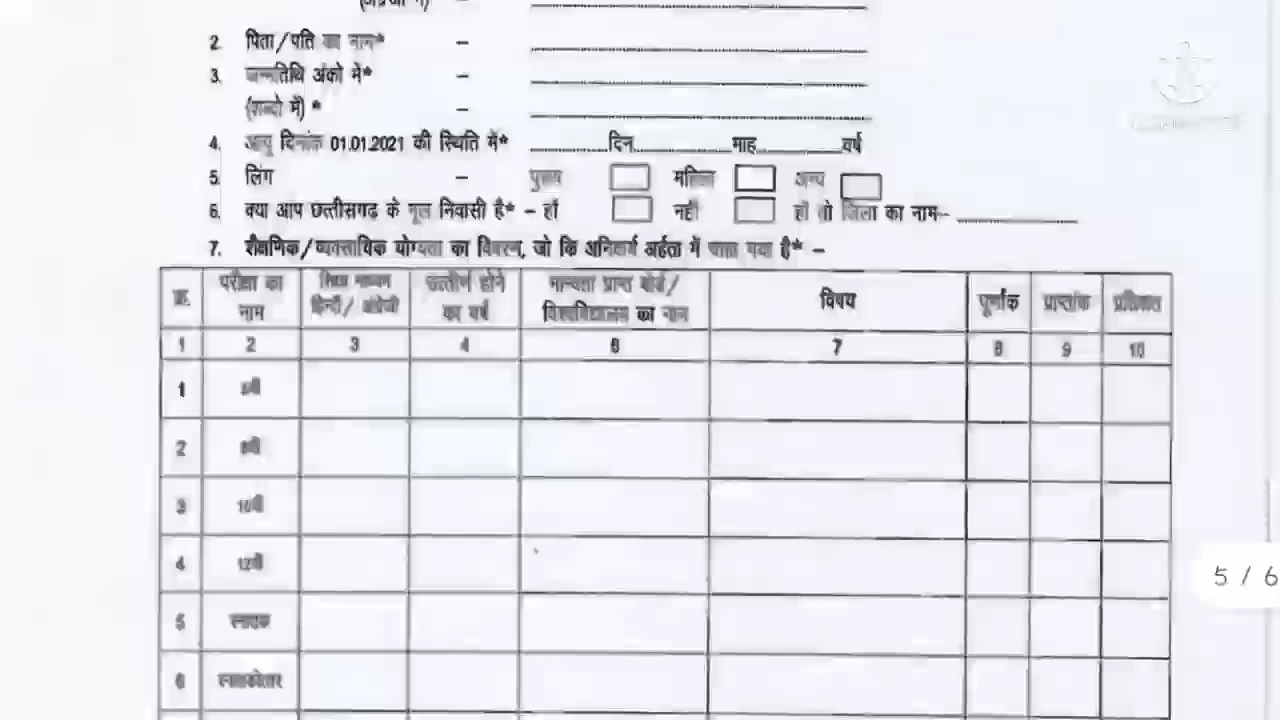 2. पिता/पति का नाम* –
3. जन्मतिथि अंको में* –
(शब्दो में) * –
4. आयु दिनांक 01.01.2021 की स्थिति में* दिन माह वर्ष
5. लिंग – पुरुष महिला अन्य
6. क्या आप छत्तीसगढ के मूल निवासी है* – हॉ नहीं हॉ तो जिला का नाम–
7. शैक्षणिक/व्यवसायिक योग्यता का विवरण, जो कि अनिवार्य अर्हता में चाहा गया है* –
क्र. परीक्षा का नाम हिन्दी/ अंग्रेजी उत्तीर्ण होने का वर्ष मान्यता प्राप्त बोर्ड/ विश्वविद्यालय का नाम विषय पूर्णांक प्राप्तांक प्रतिशत
1 2 3 4 6 7 8 9 10
1
2 8वी
3 10वी
4 12वी
5 स्नातक
6 स्नातकोत्तर
5 / 6